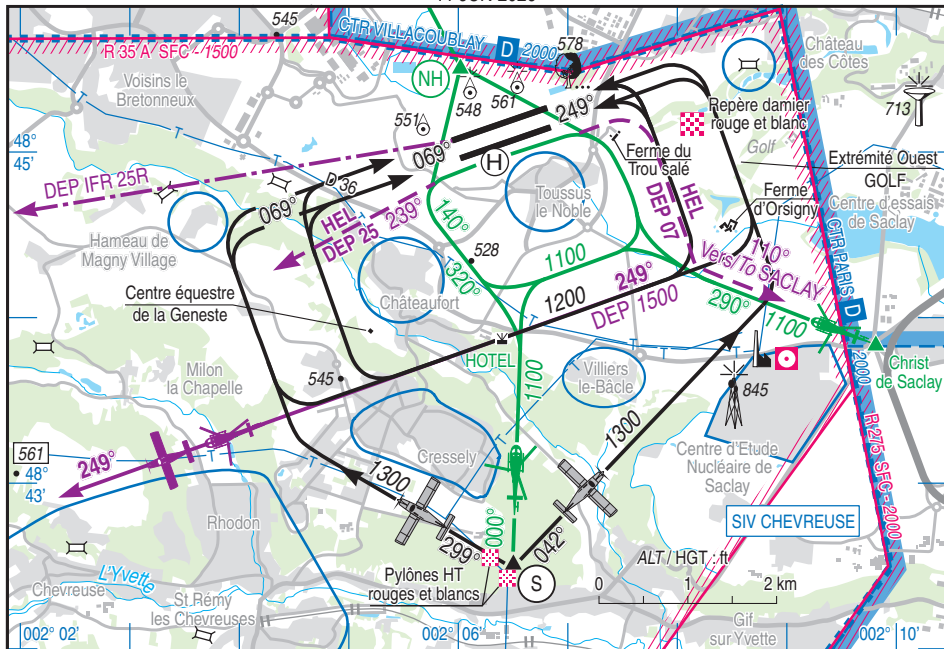 545
CTR VILLACOUBLAY
D
2000
578
R 35 A SFC - 1500
Voisins le
Bretonneux
NH
548
561
551
249°
069°
H
Château
des Côtes
713
Repère damier
rouge et blanc
Golf
Ferme du
Trou salé
Extrémité Ouest
GOLF
Centre d'essais
de Saclay
Ferme
d'Orsigny
48°
45'
DEP IFR 25R
D 36
069°
HEL
DEP 25 239°
Toussus
le Noble
HEL
DEP 07
Hameau de
Magny Village
140°
320°
528
1100
110°
Vers/To SACLAY
CTR PARIS
D
2000
Centre équestre
de la Geneste
Châteaufort
249°
1200
DEP 1500
290°
1100
HOTEL
Christ
de Saclay
Milon
la Chapelle
545
1100
Villiers
le-Bâcle
845
1300
561
48°
43'
249°
1300
Cressely
Centre d'Etude
Nucléaire de
Saclay
R 275 SFC - 2000
Rhodon
299°
000°
042°
SIV CHEVREUSE
S
Pylônes HT
rouges et blancs
ALT / HGT : ft
0 1 2 km
Chevreuse
L'Yvette
St Rémy
les Chevreuses
Gif
sur Yvette
002° 02'
002° 06'
002° 10'